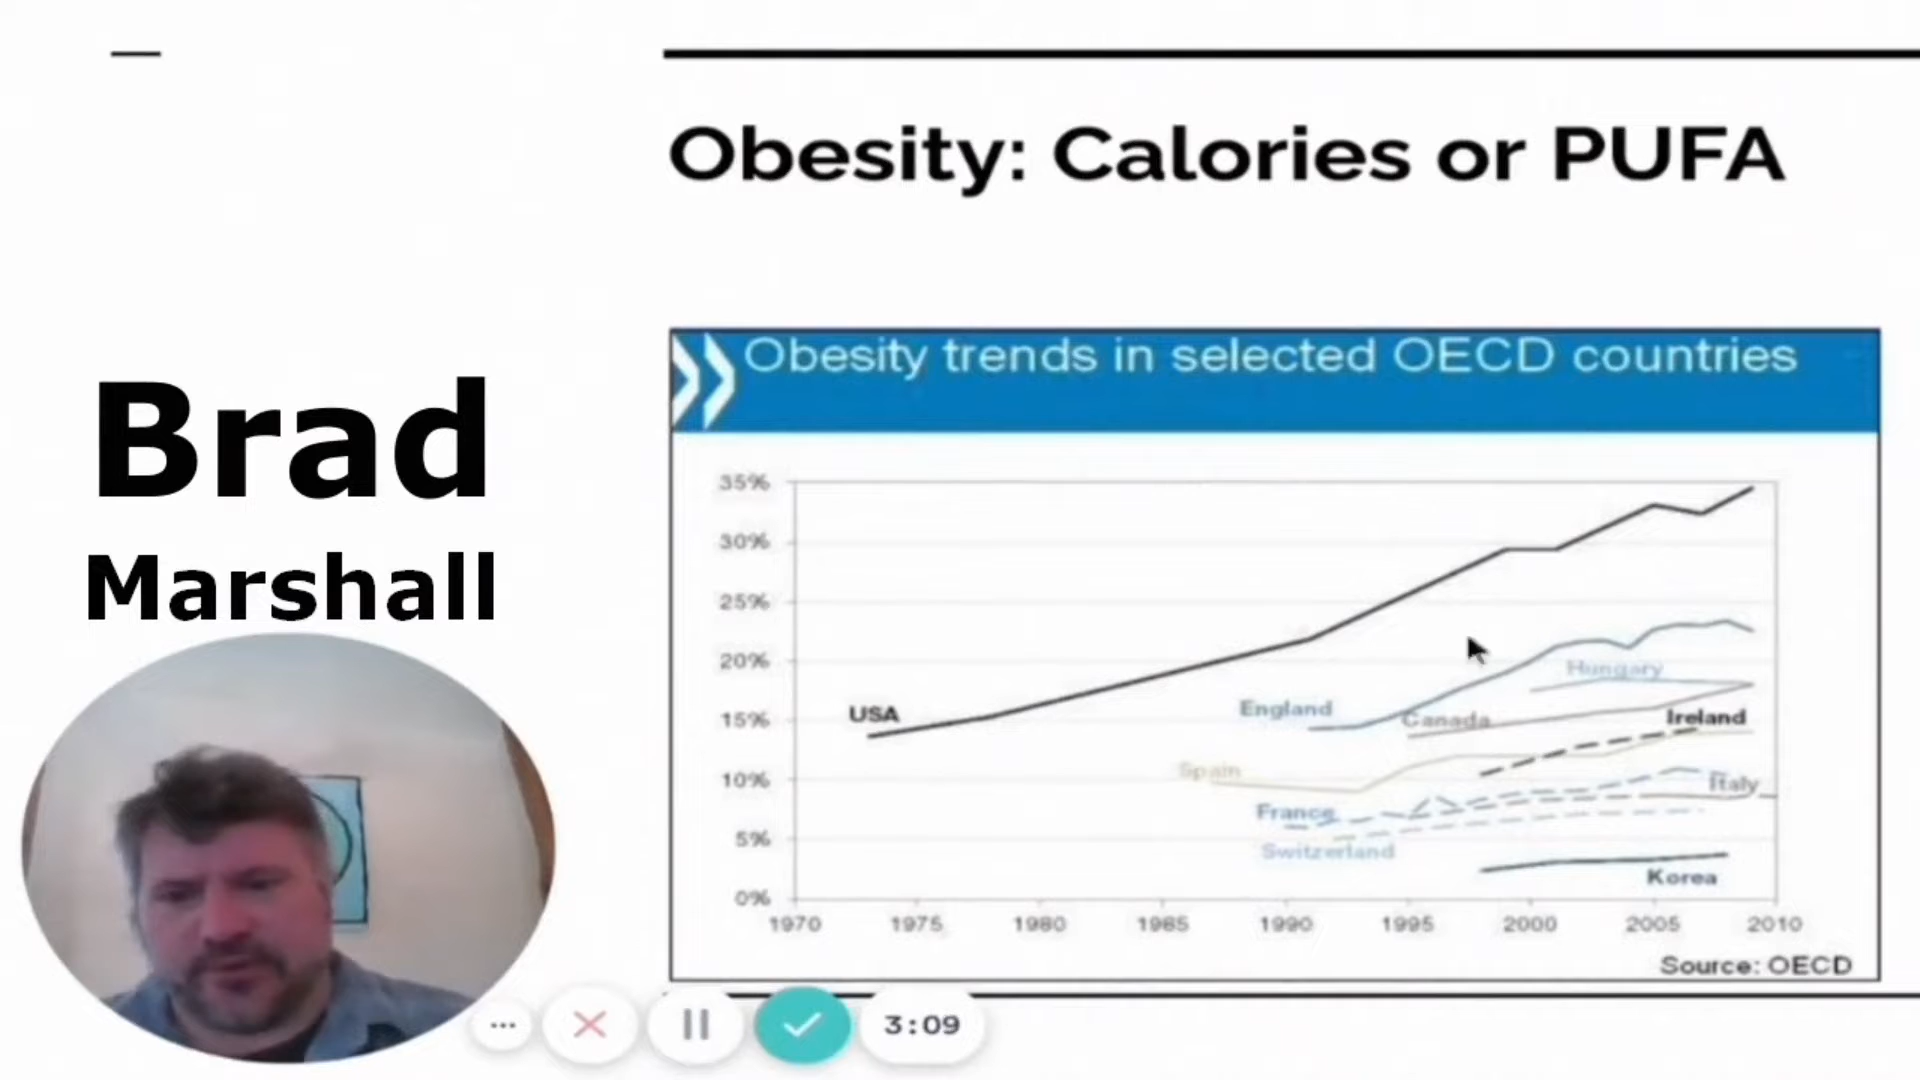 Obesity: Calories or PUFA
Brad
Marshall
Obesity trends in selected OECD countries
35%
30%
25%
20%
15%
10%
5%
0%
USA
England
Hungary
Canada
Ireland
Spain
Italy
France
Switzerland
Korea
1970 1975 1980 1985 1990 1995 2000 2005 2010
Source: OECD
3:09